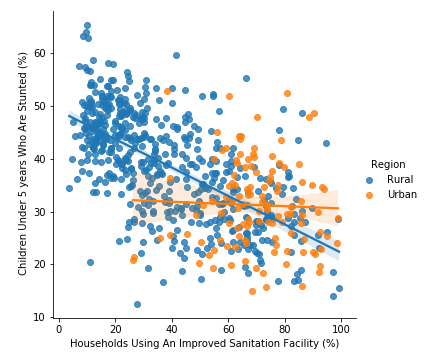 60
50
40
30
20
10
0
20
40
60
80
100
Children Under 5 years Who Are Stunted (%)
Households Using An Improved Sanitation Facility (%)
Region
Rural
Urban